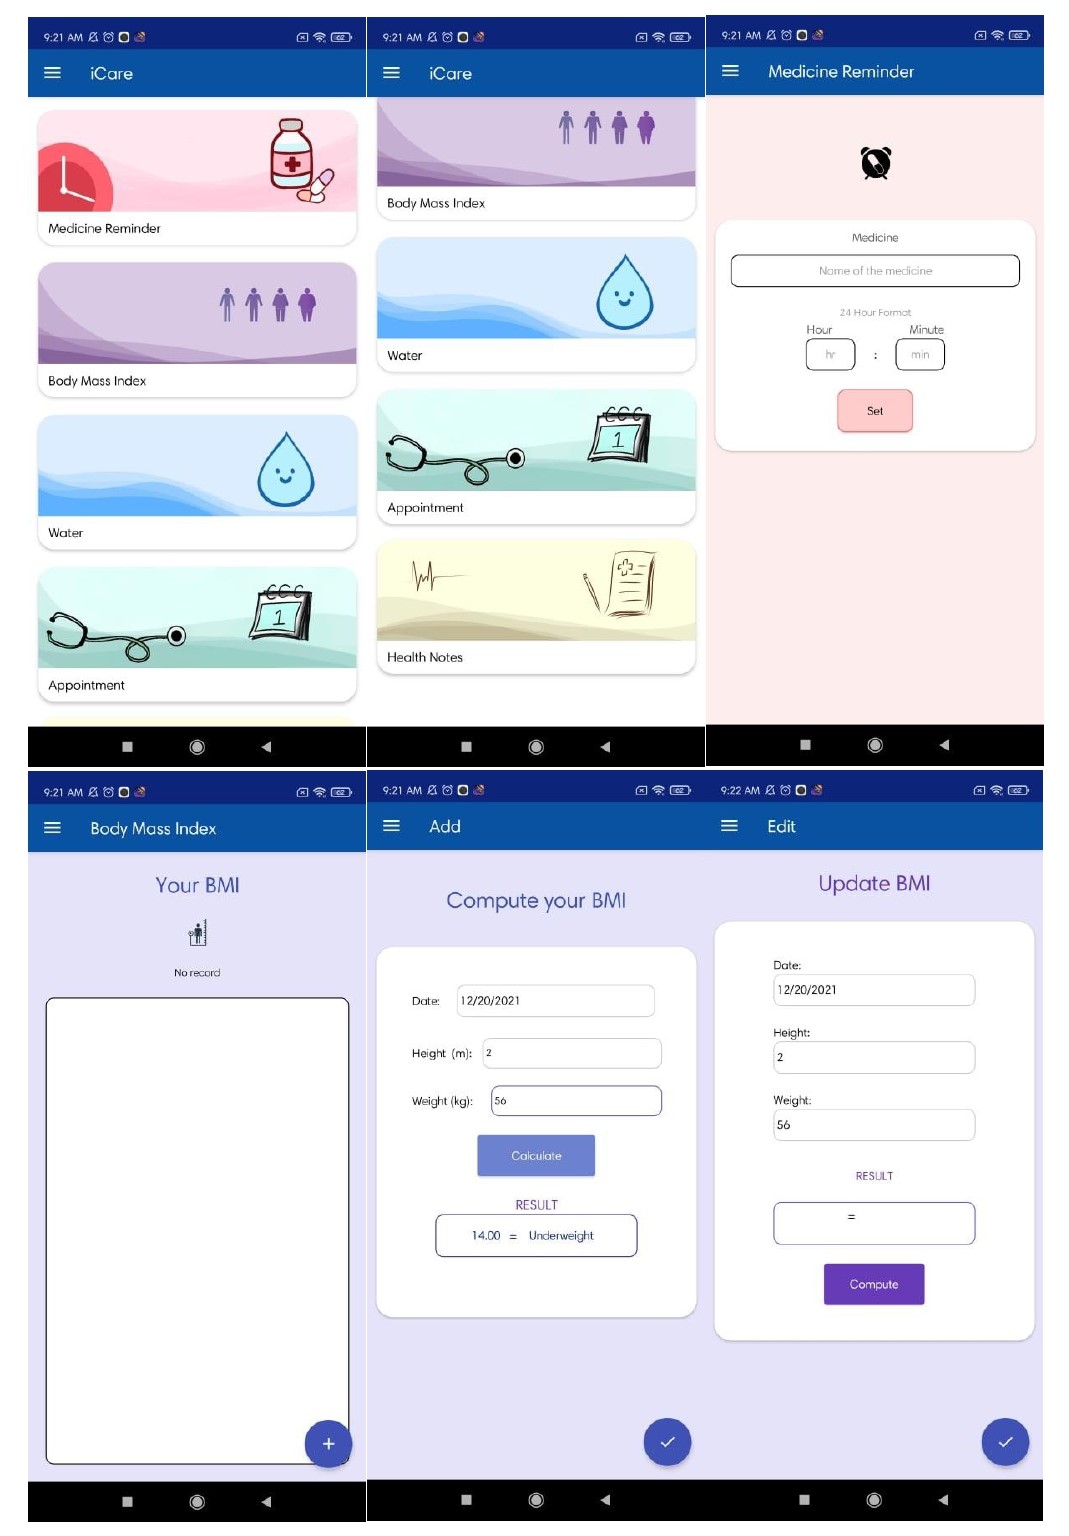 9:21 AM
iCare
Medicine Reminder
Body Mass Index
Water
1
Appointment
9:21 AM
iCare
Body Mass Index
Water
1
Appointment
Health Notes
9:21 AM
Medicine Reminder
Medicine
Name of the medicine
24 Hour Format
Hour Minute
hr : min
Set
9:21 AM
Body Mass Index
Your BMI
No record
+
9:21 AM
Add
Compute your BMI
Date: 12/20/2021
Height (m): 2
Weight (kg): 56
Calculate
RESULT
14.00 = Underweight
9:22 AM
Edit
Update BMI
Date:
12/20/2021
Height:
2
Weight:
56
RESULT
=
Compute